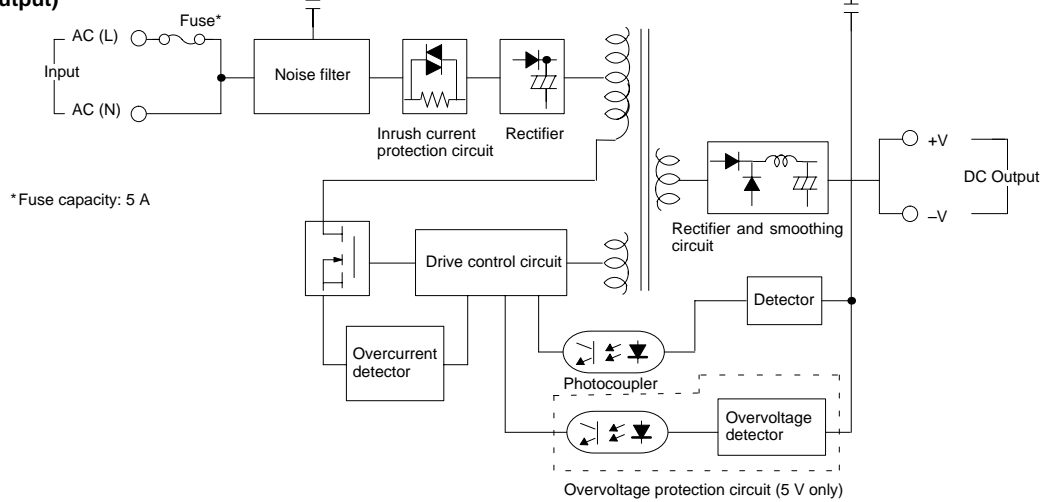 utput)
Fuse*
AC (L)
Input
AC (N)
Noise filter
Inrush current
protection circuit
Rectifier
+V
DC Output
–V
*Fuse capacity: 5 A
Rectifier and smoothing
circuit
Drive control circuit
Detector
Overcurrent
detector
Photocoupler
Overvoltage
detector
Overvoltage protection circuit (5 V only)